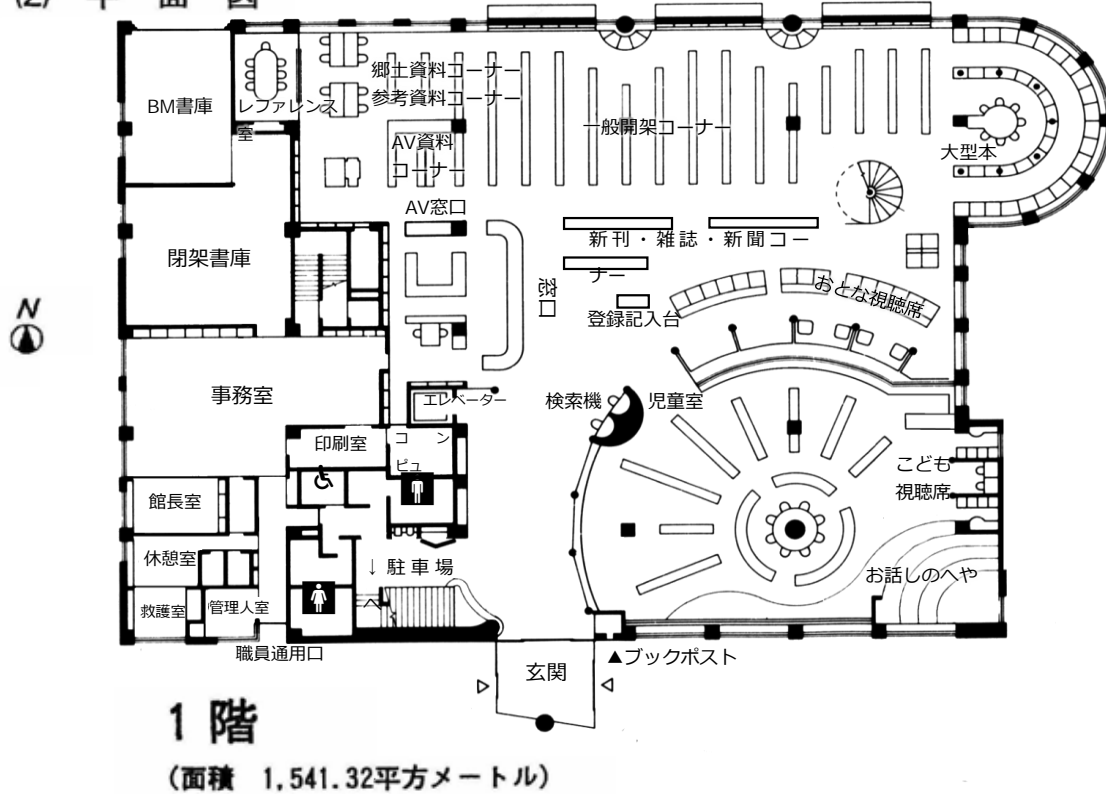 (2) 平面図
BM書庫
レファレンス
室
郷土資料コーナー
参考資料コーナー
一般開架コーナー
AV資料
コーナー
大型本
AV窓口
新刊・雑誌・新聞コー
ナー
閉架書庫
窓口
おとな視聴席
登録記入台
N
事務室
エレベーター
検索機
児童室
印刷室
コン
ピュ
こども
視聴席
館長室
休憩室
↓駐車場
へ
お話しのへや
救護室
管理人室
職員通用口
玄関
▲ブックポスト
1階
(面積 1,541.32平方メートル)